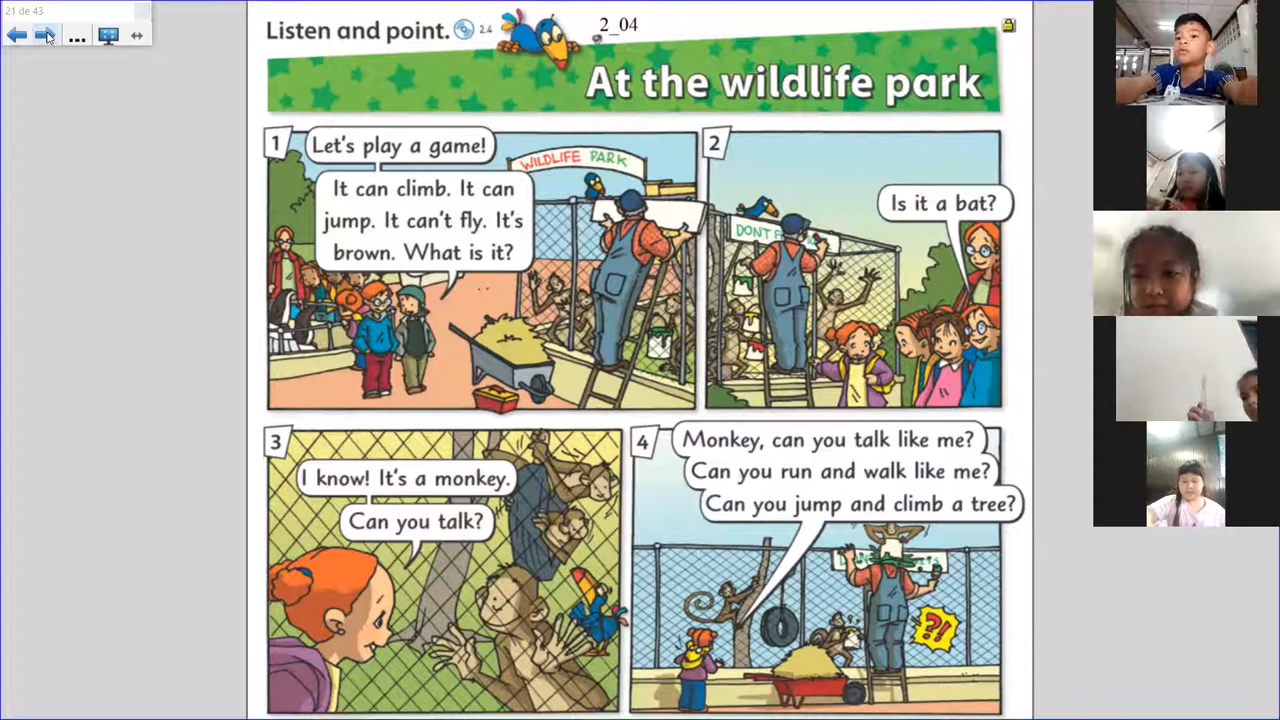 21 de 43
Listen and point.
2.4
2_04
At the wildlife park
1
Let's play a game!
It can climb. It can
jump. It can't fly. It's
brown. What is it?
WILDLIFE PARK
2
Is it a bat?
DONT
3
I know! It's a monkey.
Can you talk?
4
Monkey, can you talk like me?
Can you run and walk like me?
Can you jump and climb a tree?
?!